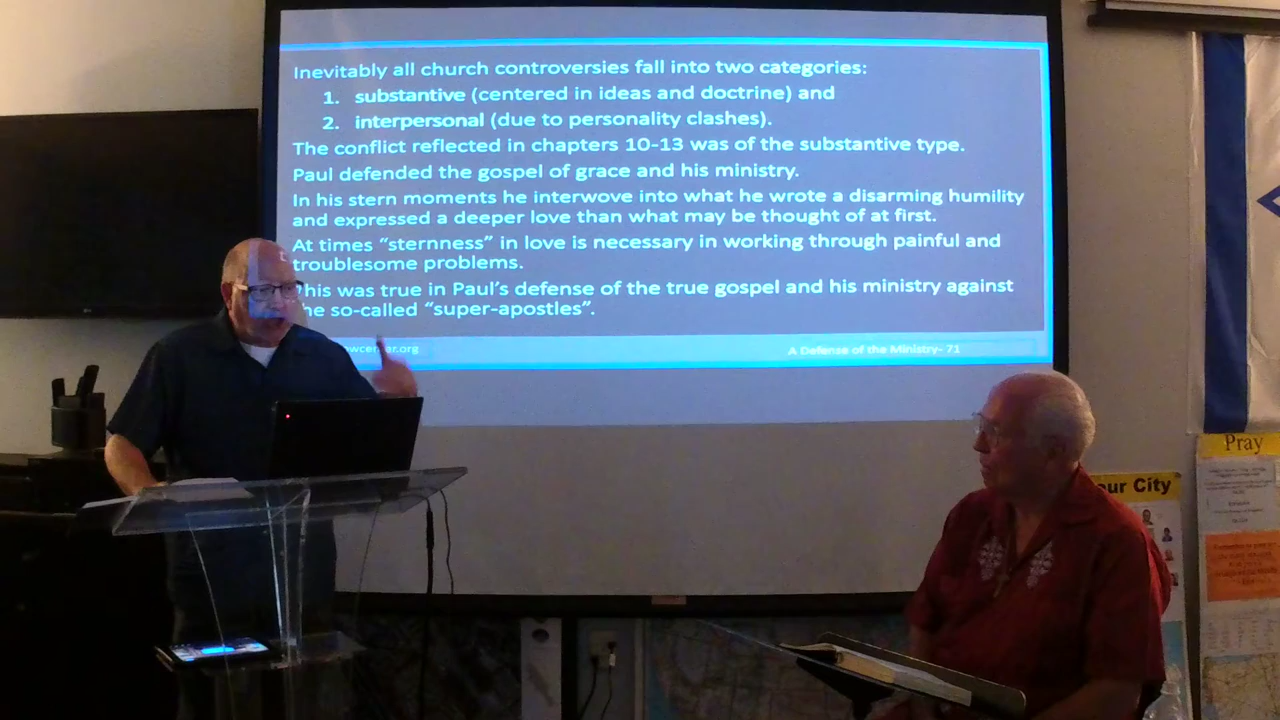 Inevitably all church controversies fall into two categories:
1. substantive (centered in ideas and doctrine) and
2. interpersonal (due to personality clashes).
The conflict reflected in chapters 10-13 was of the substantive type.
Paul defended the gospel of grace and his ministry.
In his stern moments he interwove into what he wrote a disarming humility
and expressed a deeper love than what may be thought of at first.
At times “sternness” in love is necessary in working through painful and
troublesome problems.
his was true in Paul’s defense of the true gospel and his ministry against
he so-called “super-apostles”.
A Defense of the Ministry- 71
Pray
our City